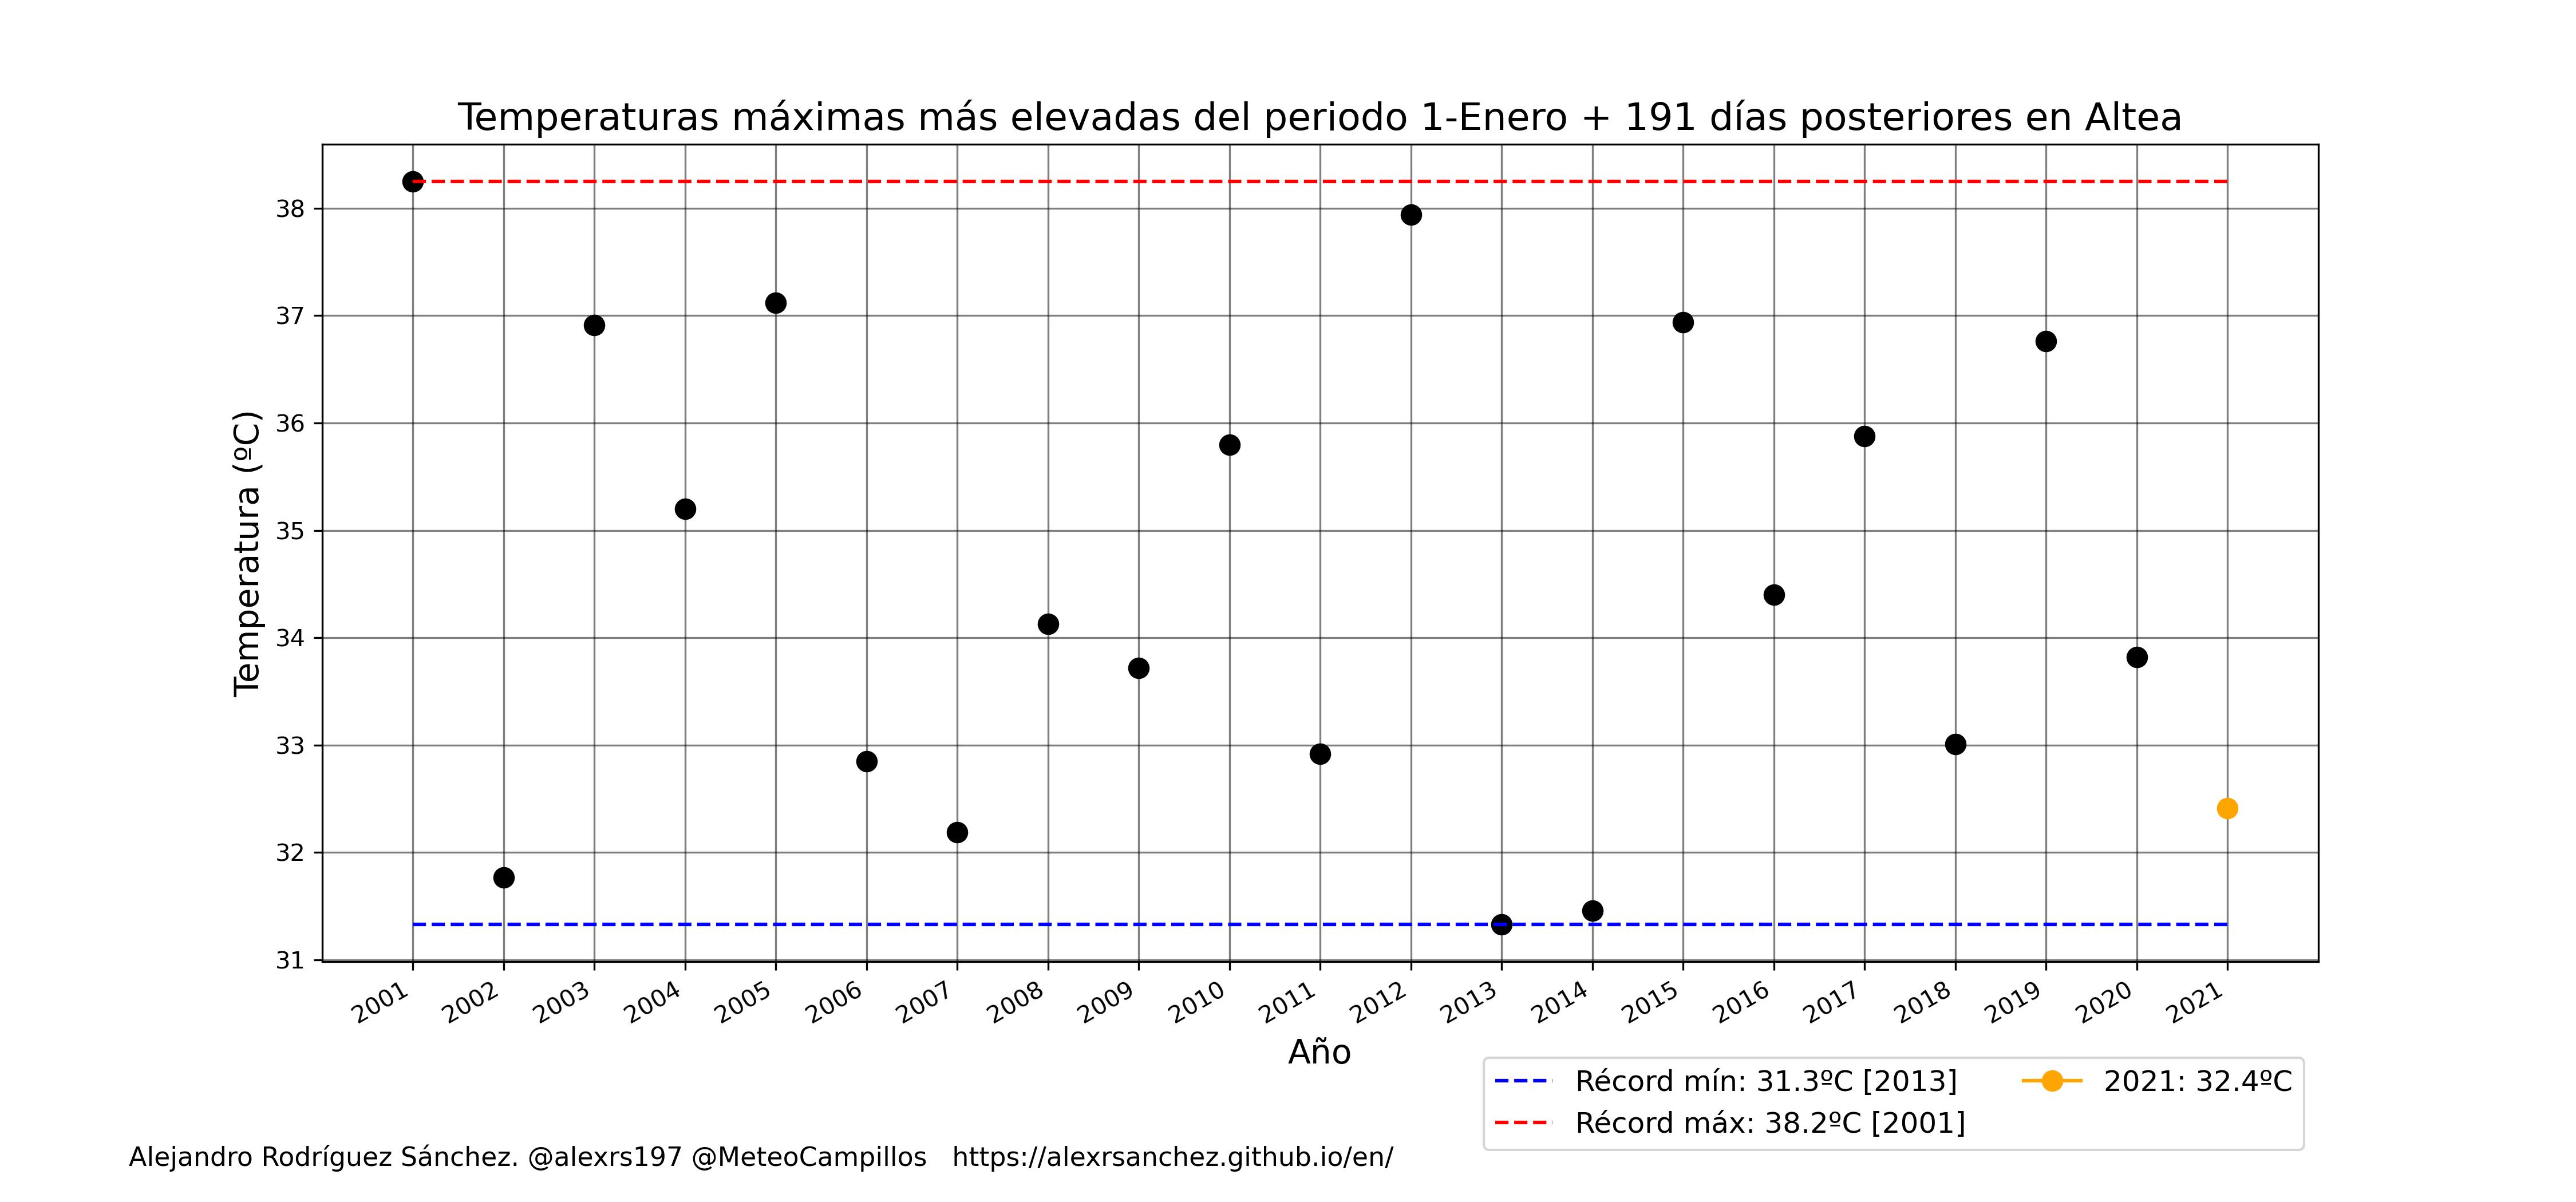 Temperaturas máximas más elevadas del periodo 1-Enero + 191 días posteriores en Altea
Temperatura (ºC)
38
37
36
35
34
33
32
31
2001 2002 2003 2004 2005 2006 2007 2008 2009 2010 2011 2012 2013 2014 2015 2016 2017 2018 2019 2020 2021
Año
Récord mín: 31.3ºC [2013]
Récord máx: 38.2ºC [2001]
2021: 32.4ºC
Alejandro Rodríguez Sánchez. @alexrs197 @MeteoCampillos https://alexrsanchez.github.io/en/